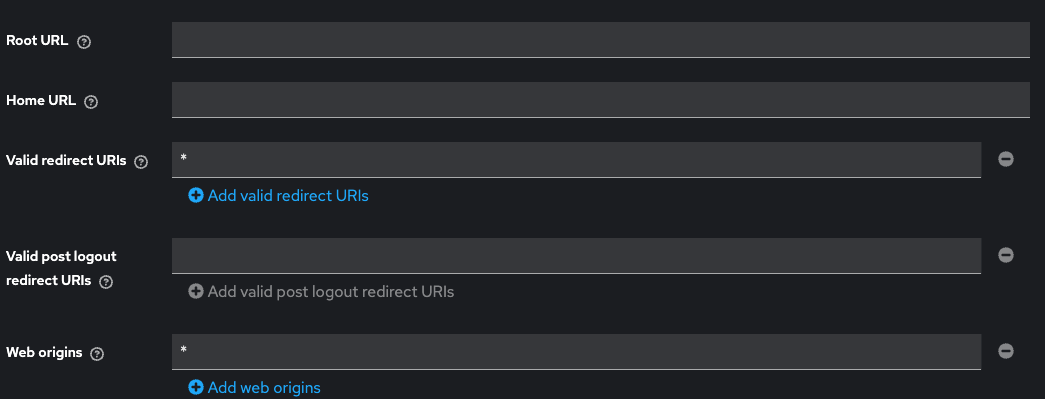 Root URL
Home URL
Valid redirect URIs
*
Add valid redirect URIs
Valid post logout
redirect URIs
Add valid post logout redirect URIs
Web origins
*
Add web origins